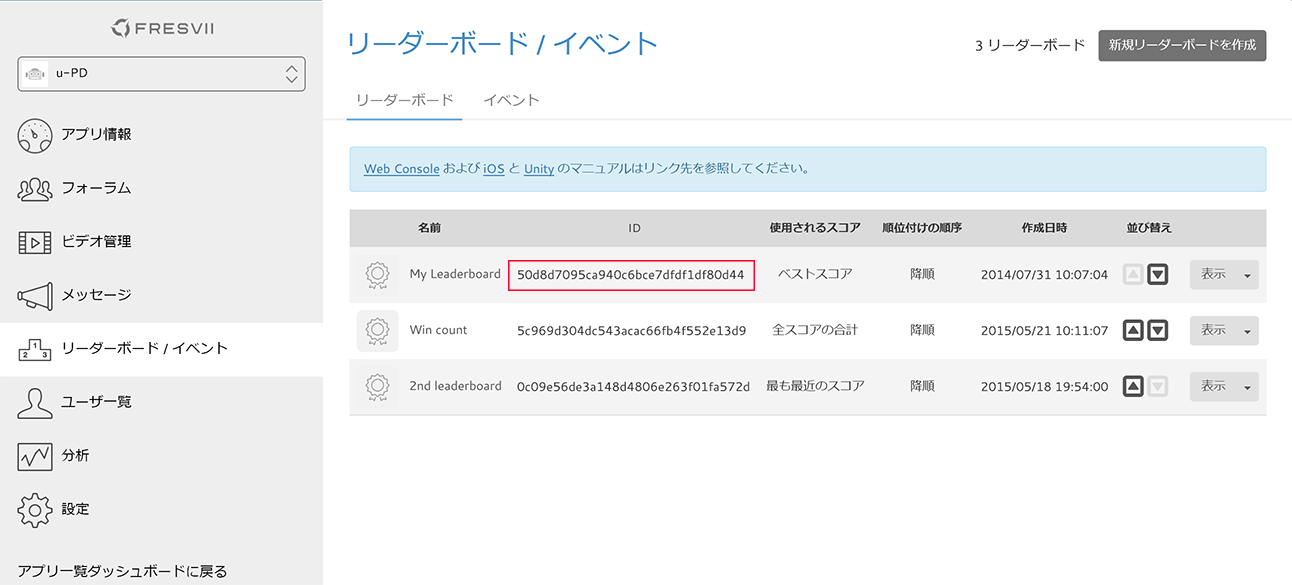 FRESVII
u-PD
アプリ情報
フォーラム
ビデオ管理
メッセージ
リーダーボード / イベント
ユーザ一覧
分析
設定
アプリ一覧ダッシュボードに戻る
リーダーボード / イベント
3 リーダーボード
新規リーダーボードを作成
リーダーボード イベント
Web Console および iOS と Unity のマニュアルはリンク先を参照してください。
名前 ID 使用されるスコア 順位付けの順序 作成日時 並び替え
My Leaderboard 50d8d7095ca940c6bce7dfdf1df80d44 ベストスコア 降順 2014/07/31 10:07:04 表示
Win count 5c969d304dc543acac66fb4f552e13d9 全スコアの合計 降順 2015/05/21 10:11:07 表示
2nd leaderboard 0c09e56de3a148d4806e263f01fa572d 最も最近のスコア 降順 2015/05/18 19:54:00 表示